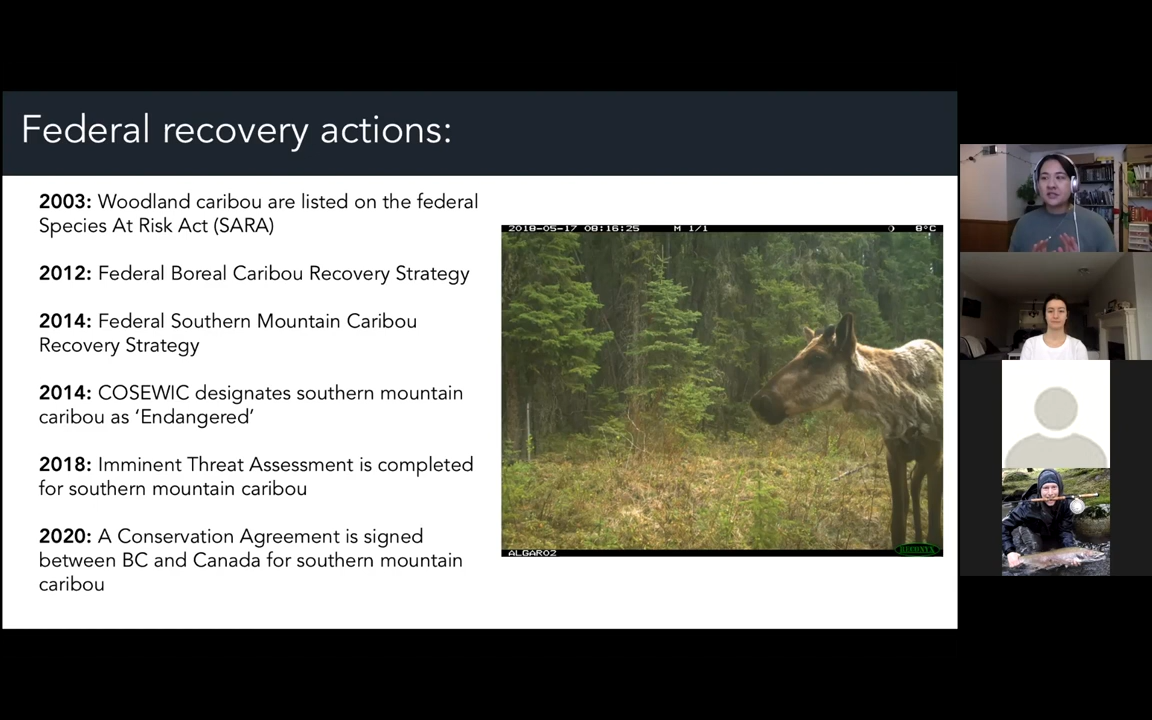 Federal recovery actions:
2003: Woodland caribou are listed on the federal
Species At Risk Act (SARA)
2012: Federal Boreal Caribou Recovery Strategy
2014: Federal Southern Mountain Caribou
Recovery Strategy
2014: COSEWIC designates southern mountain
caribou as ‘Endangered’
2018: Imminent Threat Assessment is completed
for southern mountain caribou
2020: A Conservation Agreement is signed
between BC and Canada for southern mountain
caribou
2018-05-17 08:16:25 M 1/1 8°C
ALGAR02
RECONYX